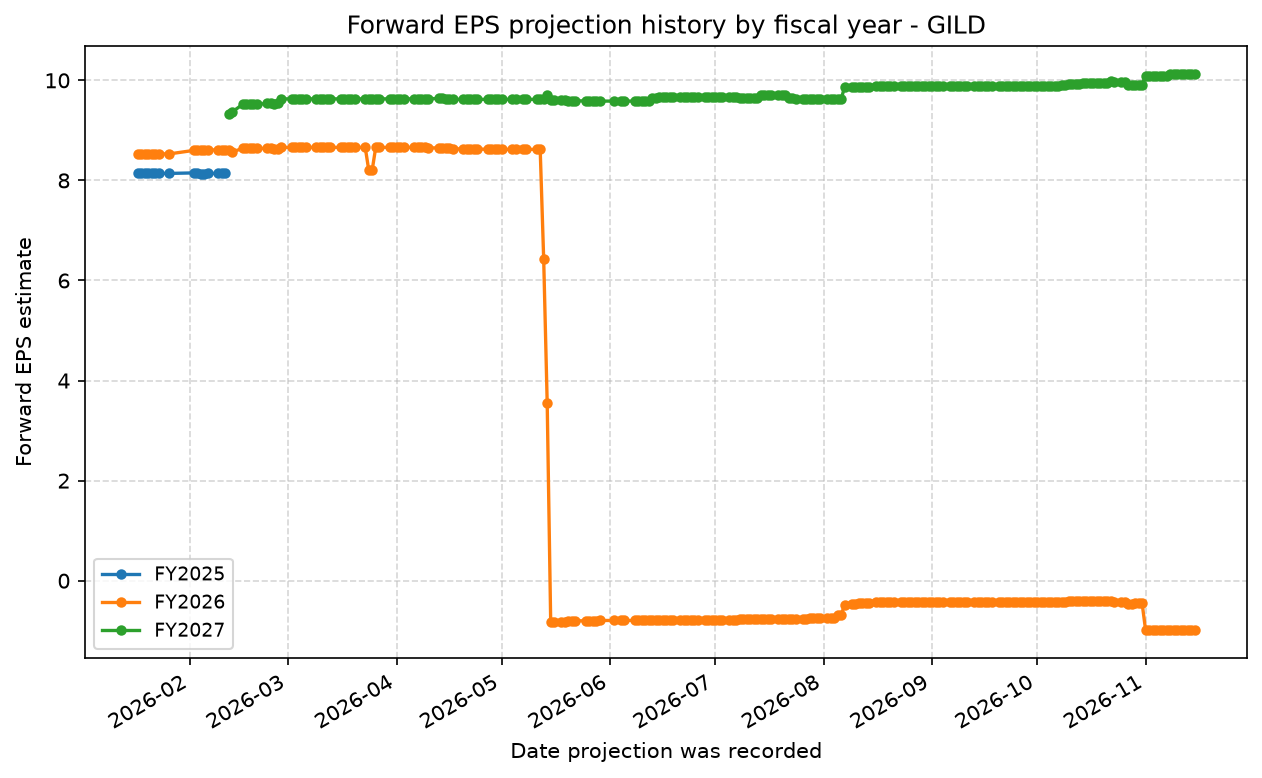 Forward EPS projection history by fiscal year - GILD
Forward EPS estimate
10
8
6
4
2
0
FY2025
FY2026
FY2027
2026-02
2026-03
2026-04
2026-05
2026-06
2026-07
2026-08
2026-09
2026-10
2026-11
Date projection was recorded